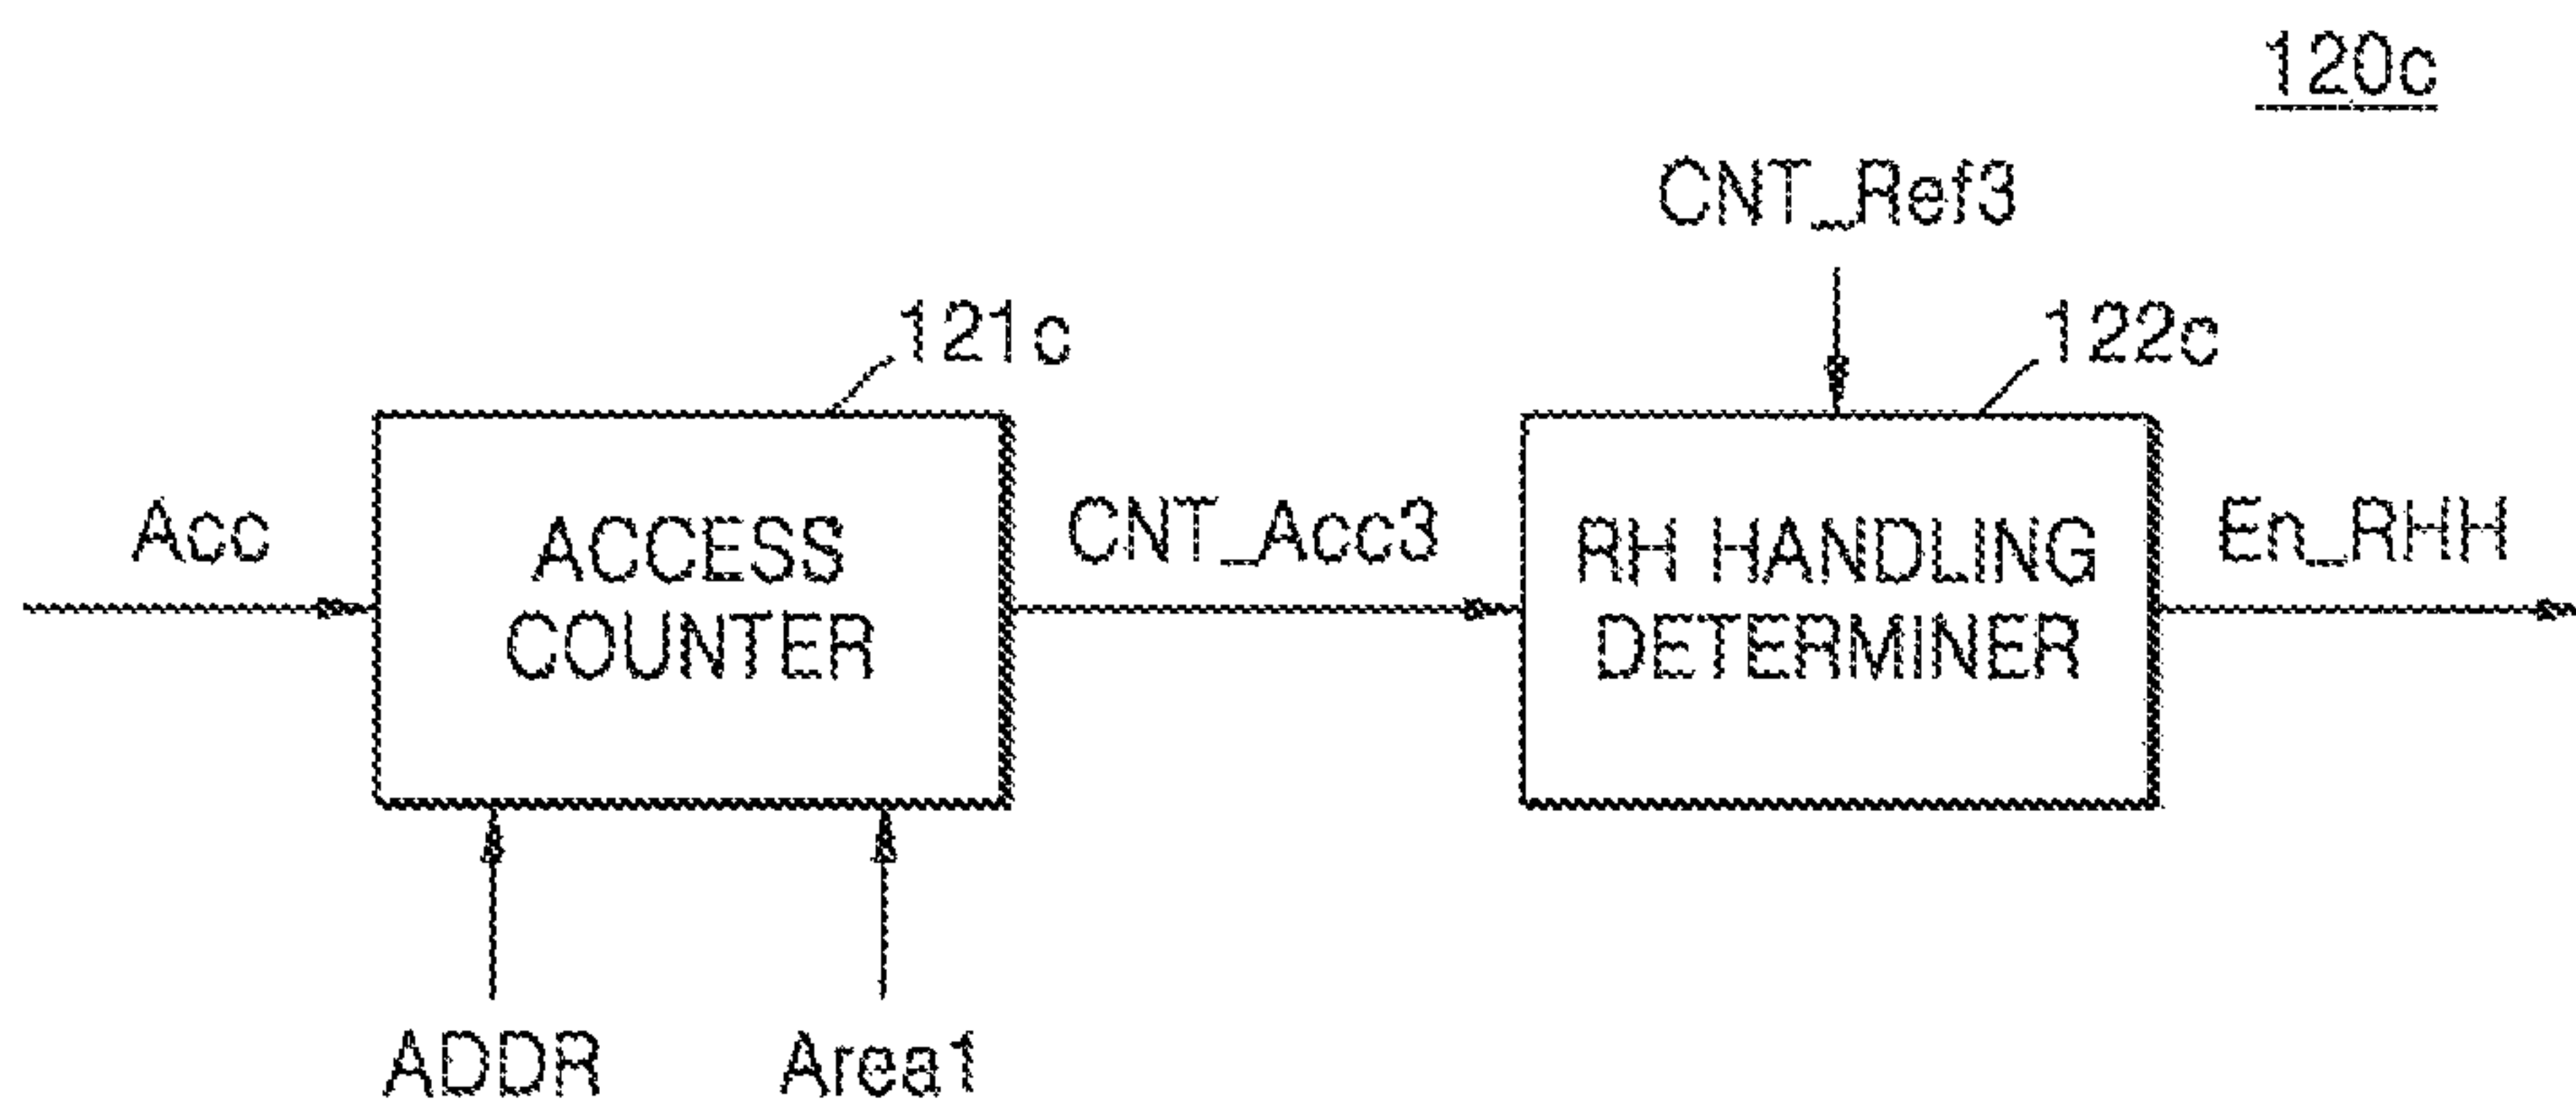 120c
CNT_Ref3
121c
122c
Acc
ACCESS
COUNTER
CNT_Acc3
RH HANDLING
DETERMINER
En_RHH
ADDR
Area1